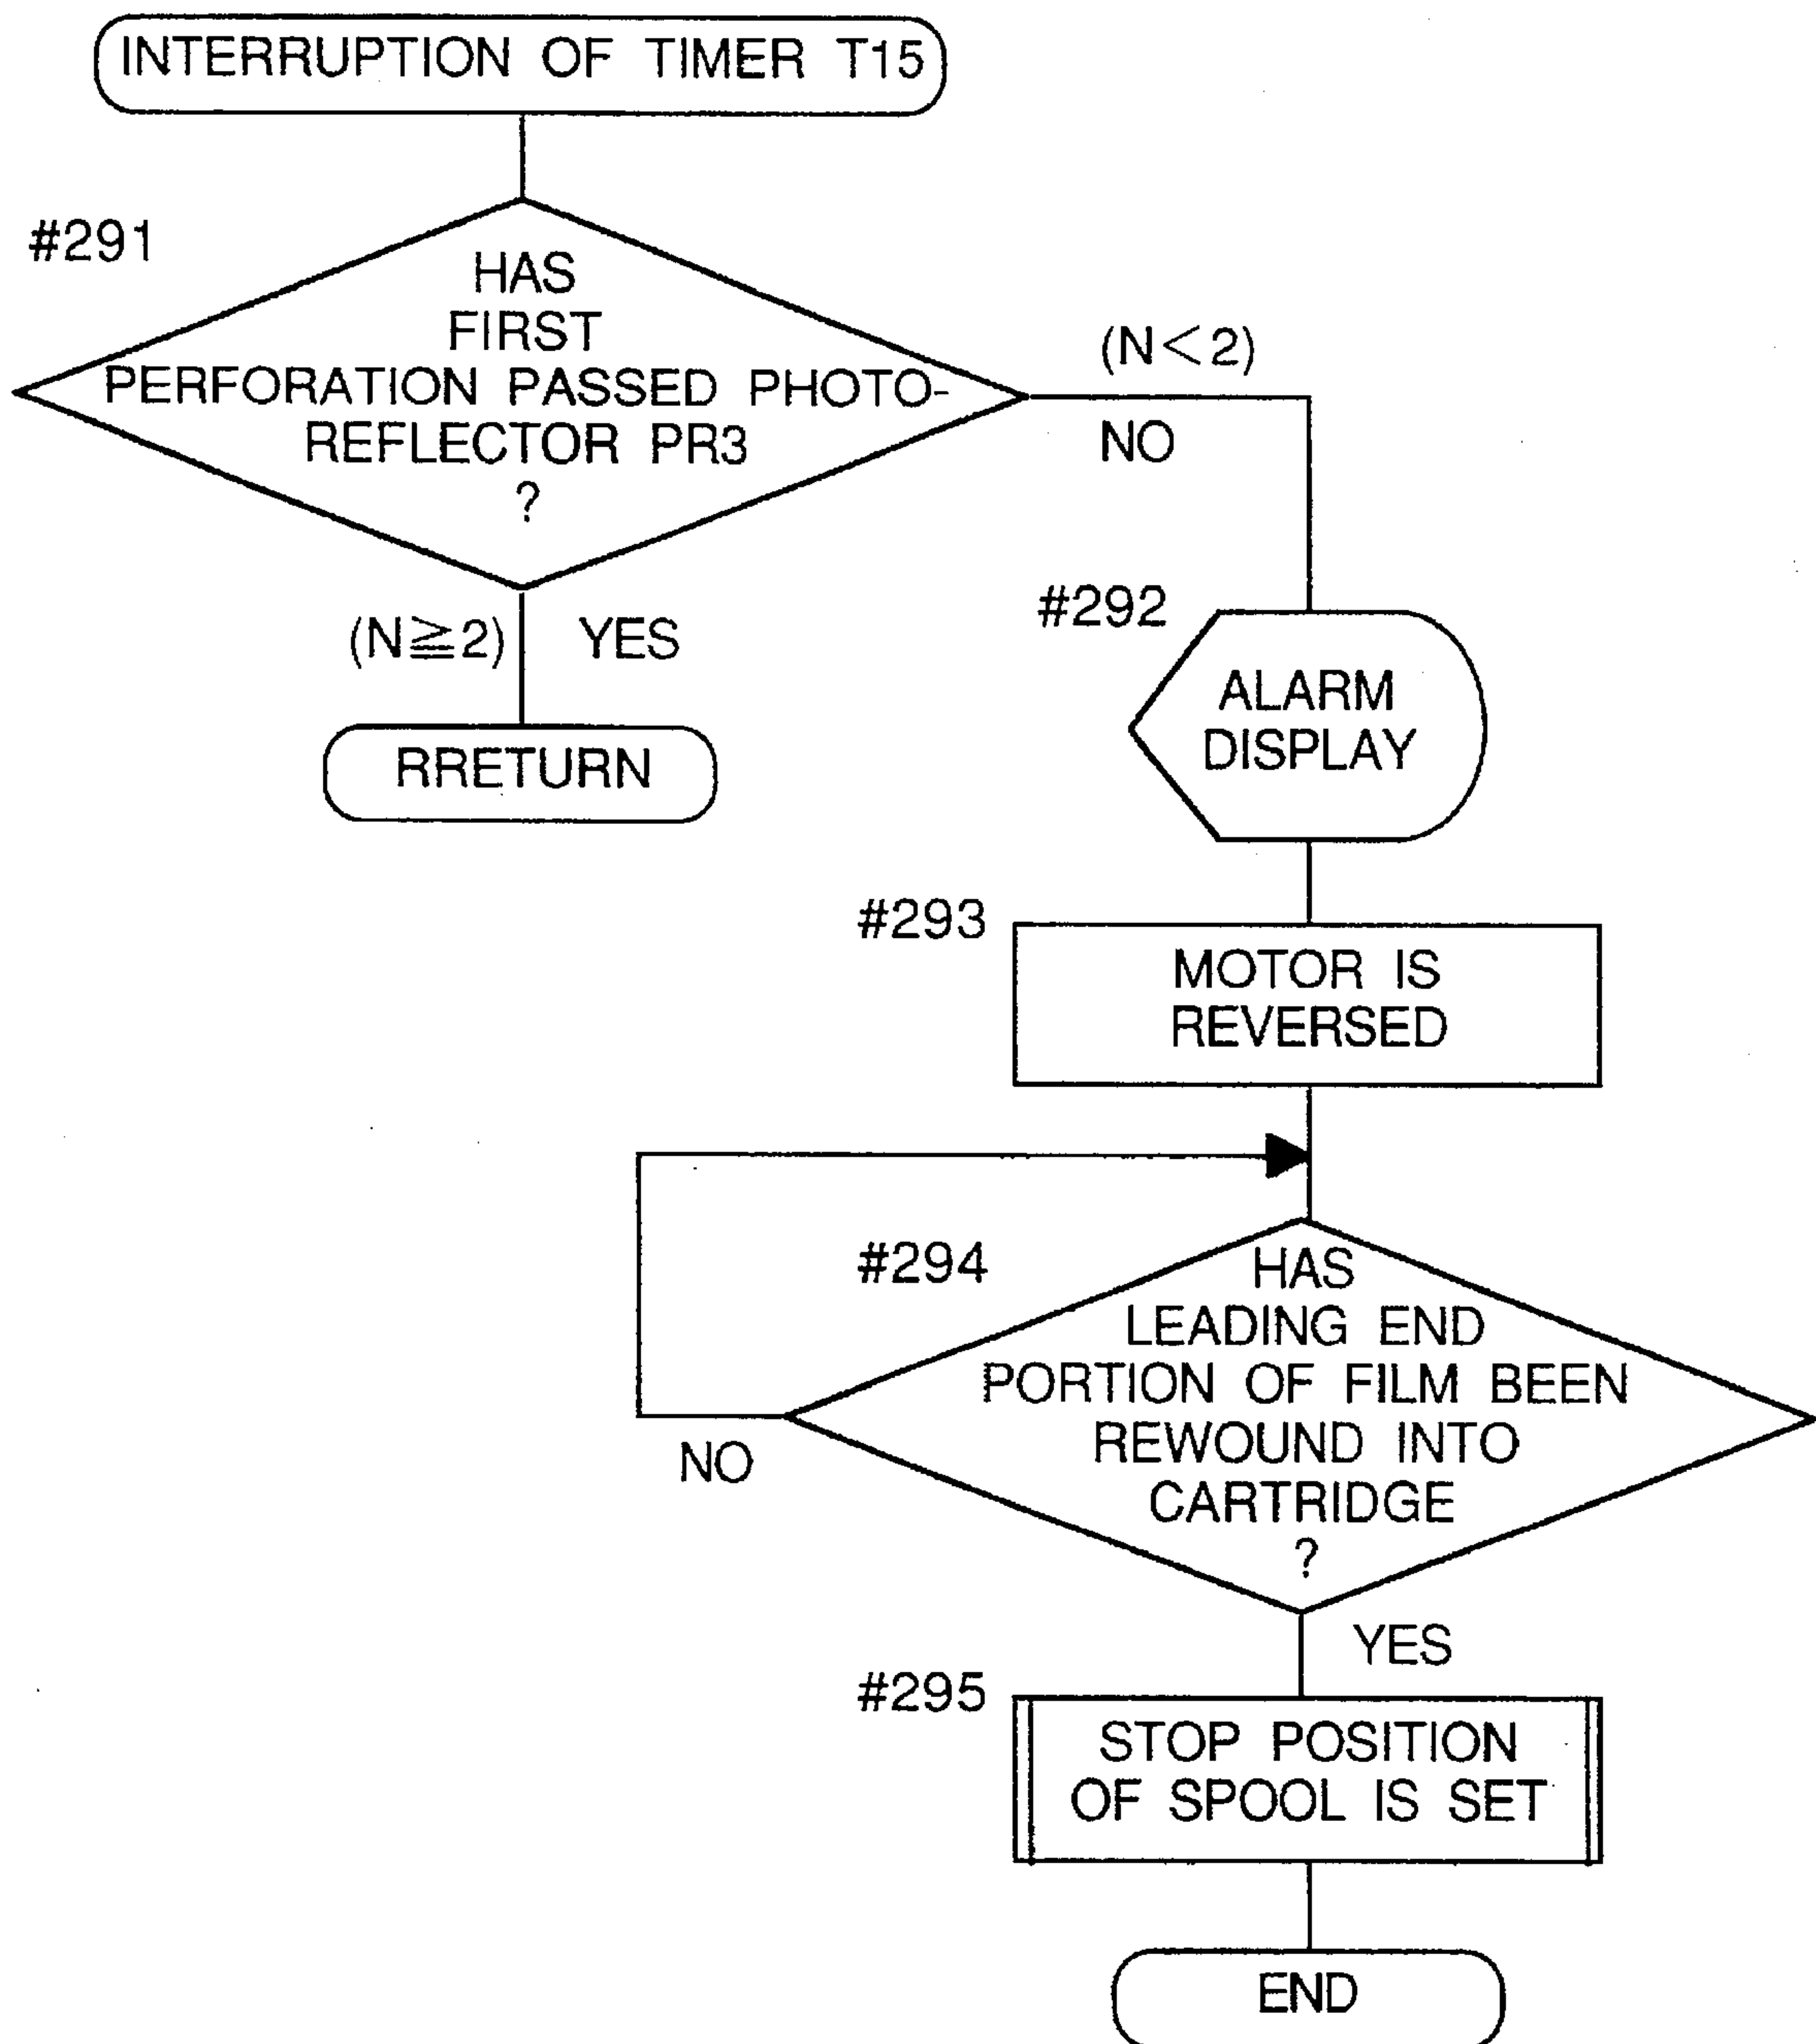 INTERRUPTION OF TIMER T15
#291
HAS
FIRST
PERFORATION PASSED PHOTO-
REFLECTOR PR3
?
(N<2)
NO
(N≧2) YES
RRETURN
#292
ALARM
DISPLAY
#293
MOTOR IS
REVERSED
#294
HAS
LEADING END
PORTION OF FILM BEEN
REWOUND INTO
CARTRIDGE
?
NO
YES
#295
STOP POSITION
OF SPOOL IS SET
END